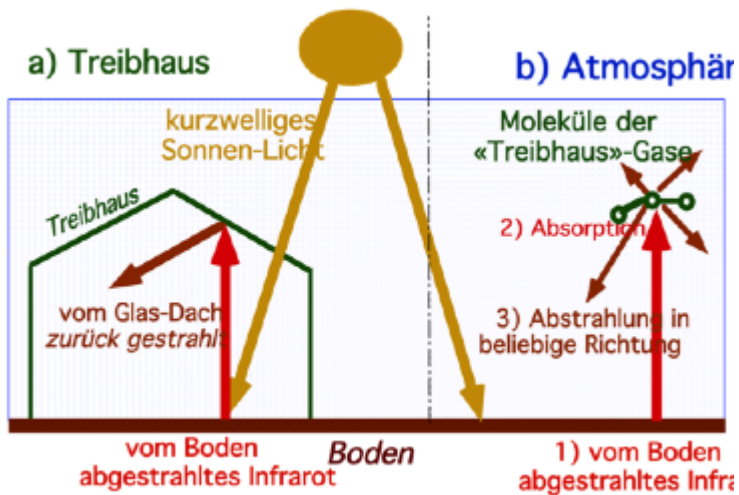 a) Treibhaus
b) Atmosphär
kurzwelliges
Sonnen-Licht
Moleküle der
«Treibhaus»-Gase
Treibhaus
2) Absorption
vom Glas-Dach
zurück gestrahlt
3) Abstrahlung in
beliebige Richtung
vom Boden
abgestrahltes Infrarot
Boden
1) vom Boden
abgestrahltes Infra